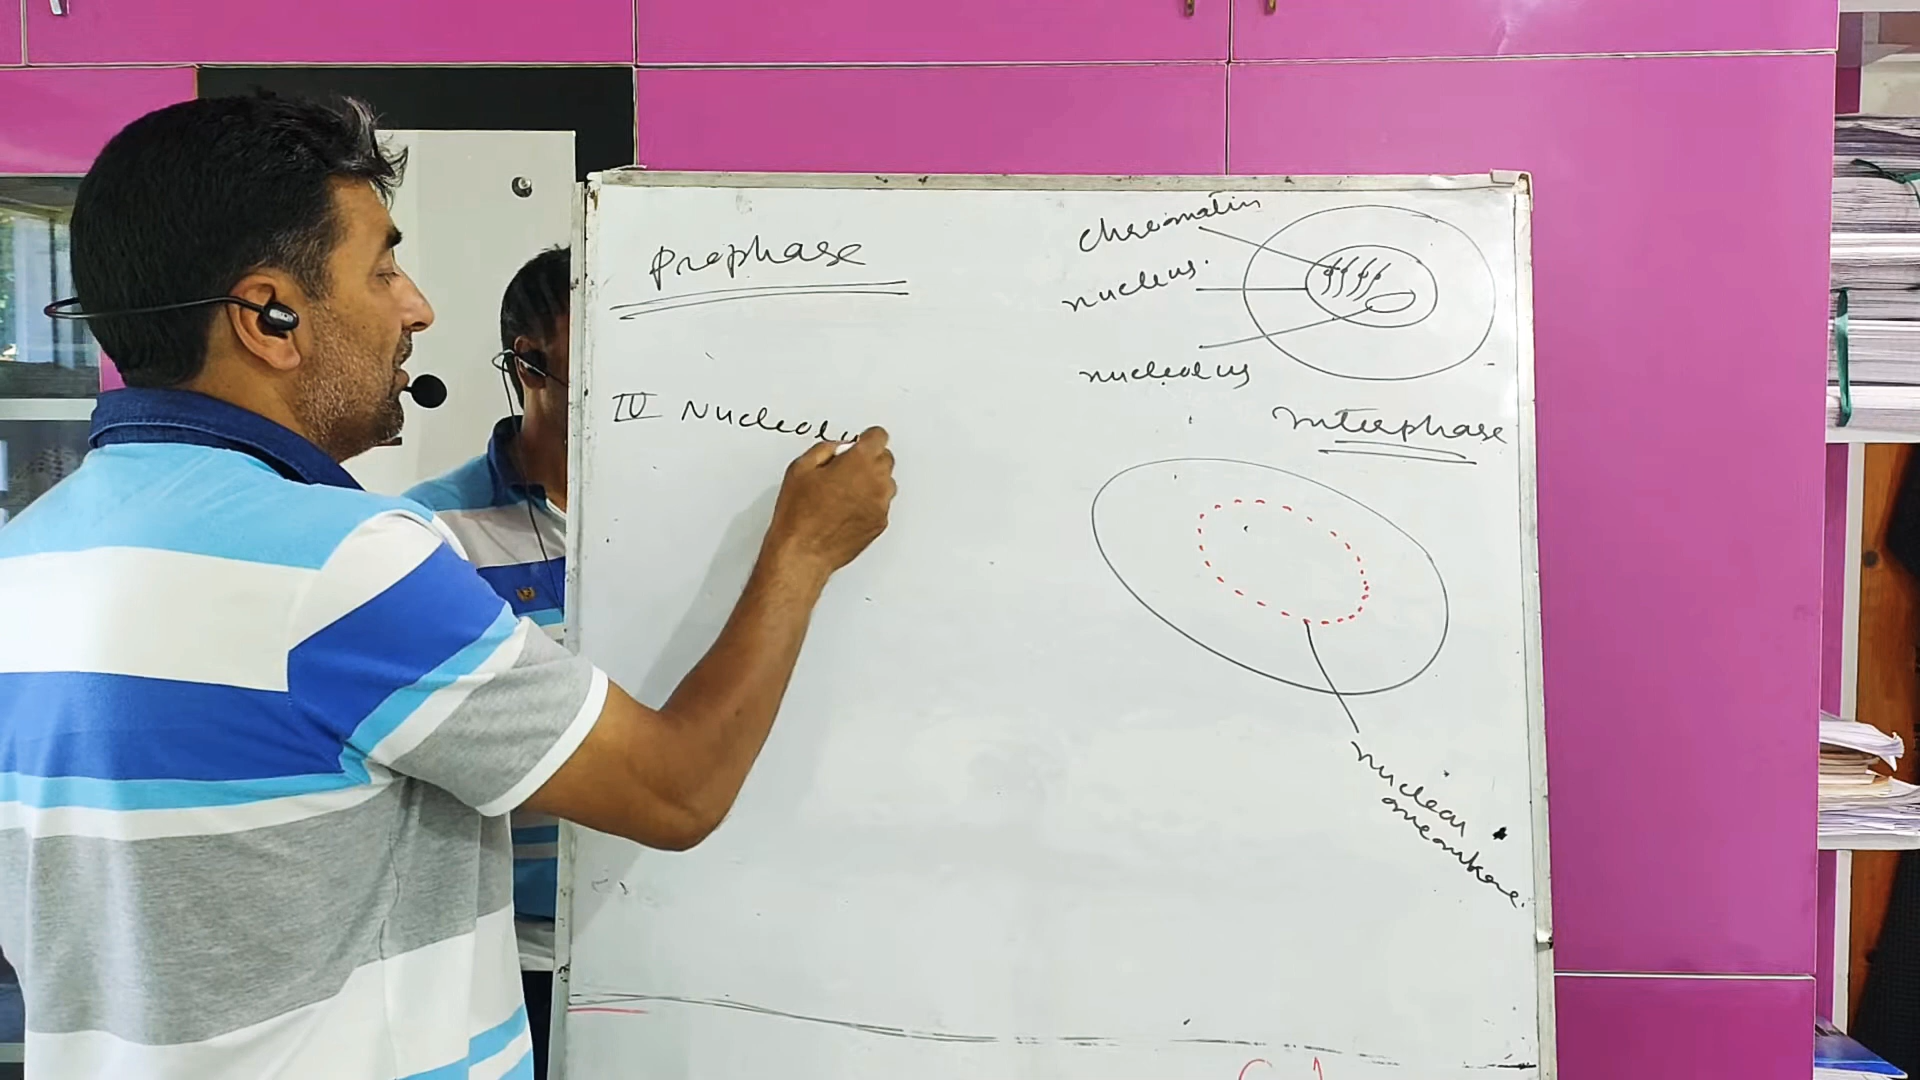 Prophase
IV Nucleolu
chromatin
nucleus.
nucleolus
Interphase
nuclear
membrane.